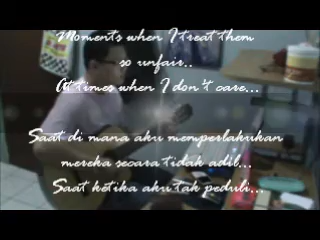 Moments when I treat them
so unfair..
At times when I don't care...
Saat di mana aku memperlakukan
mereka secara tidak adil...
Saat ketika aku tak peduli...